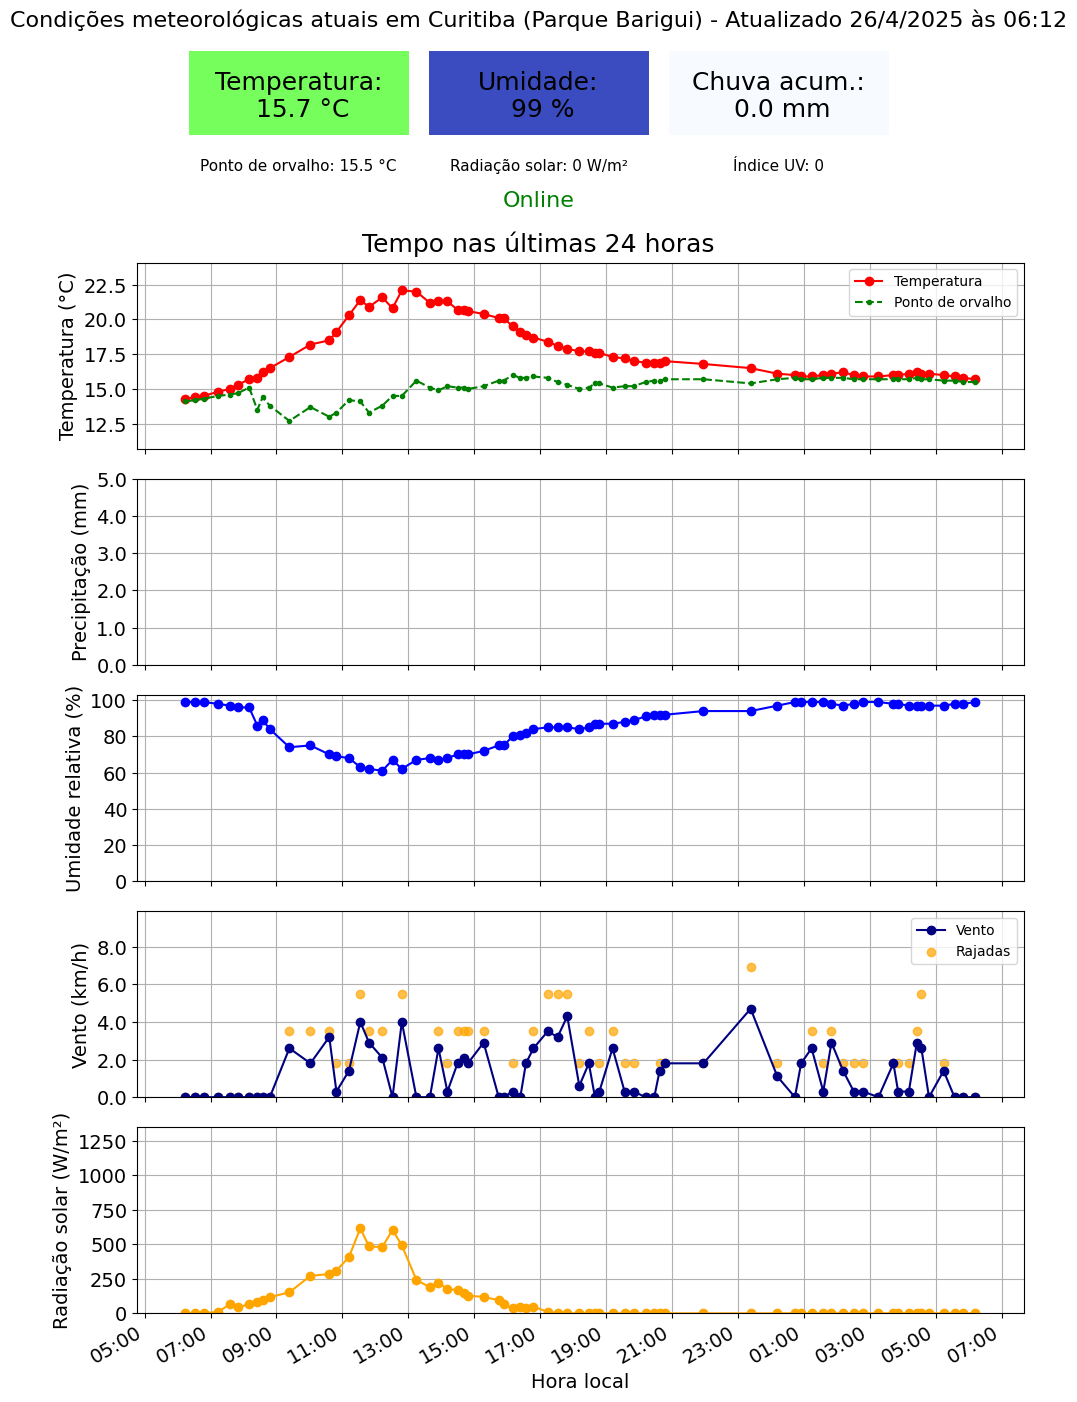 Condições meteorológicas atuais em Curitiba (Parque Barigui) - Atualizado 26/4/2025 às 06:12
Temperatura:
15.7 °C
Umidade:
99 %
Chuva acum.:
0.0 mm
Ponto de orvalho: 15.5 °C
Radiação solar: 0 W/m²
Índice UV: 0
Online
Tempo nas últimas 24 horas
Temperatura (°C)
22.5
20.0
17.5
15.0
12.5
Temperatura
Ponto de orvalho
Precipitação (mm)
5.0
4.0
3.0
2.0
1.0
0.0
Umidade relativa (%)
100
80
60
40
20
0
Vento (km/h)
8.0
6.0
4.0
2.0
0.0
Vento
Rajadas
Radiação solar (W/m²)
1250
1000
750
500
250
0
05:00 07:00 09:00 11:00 13:00 15:00 17:00 19:00 21:00 23:00 01:00 03:00 05:00 07:00
Hora local